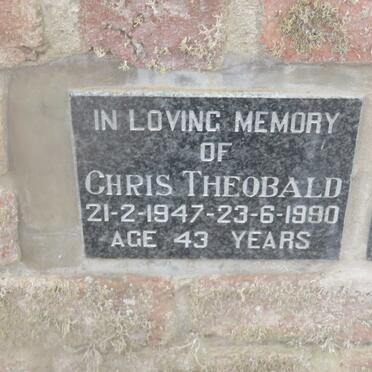 IN LOVING MEMORY
OF
CHRIS THEOBALD
21-2-1947-23-6-1990
AGE 43 YEARS